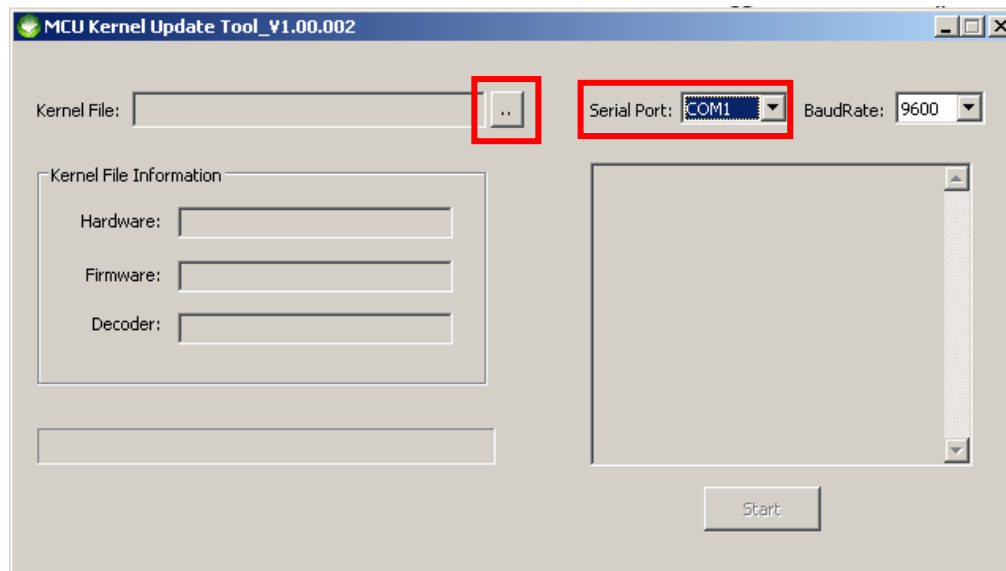 MCU Kernel Update Tool_V1.00.002
Kernel File: .. Serial Port: COM1 BaudRate: 9600
Kernel File Information
Hardware:
Firmware:
Decoder:
Start